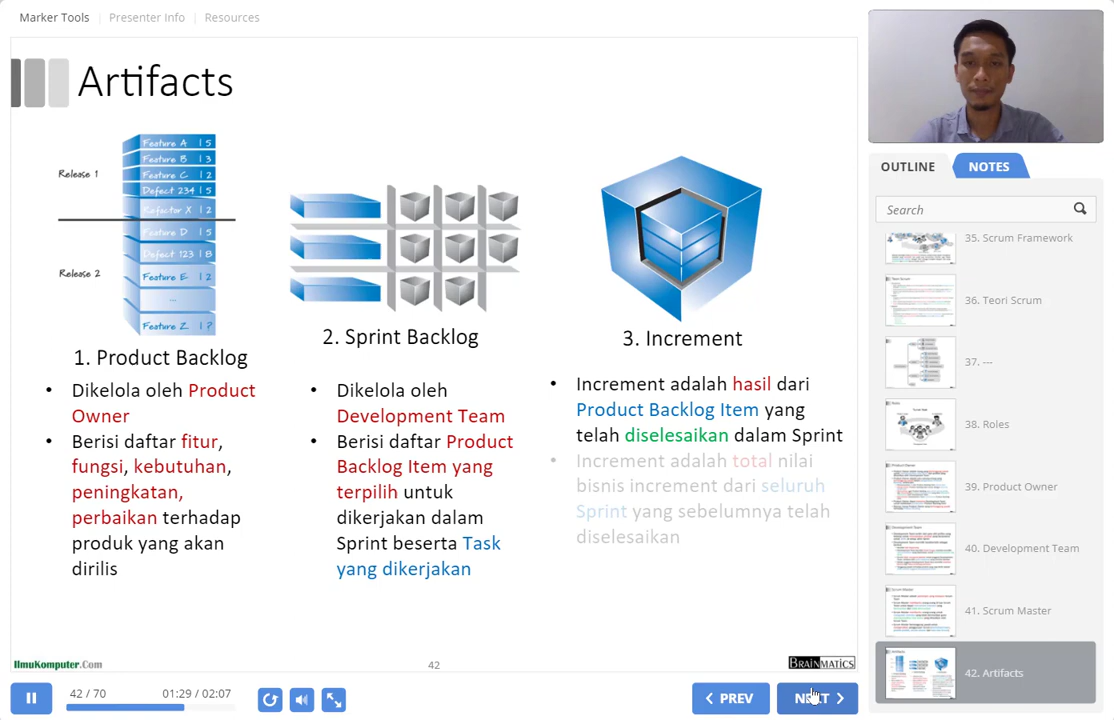 Marker Tools
Presenter Info
Resources
Artifacts
Release 1
Release 2
Feature A | 5
Feature B | 3
Feature C | 2
Defect 234 | 5
Refactor X | 2
Feature D | 5
Defect 123 | 8
Feature E | 2
...
Feature Z | ?
1. Product Backlog
• Dikelola oleh Product
Owner
• Berisi daftar fitur,
fungsi, kebutuhan,
peningkatan,
perbaikan terhadap
produk yang akan
dirilis
2. Sprint Backlog
• Dikelola oleh
Development Team
• Berisi daftar Product
Backlog Item yang
terpilih untuk
dikerjakan dalam
Sprint beserta Task
yang dikerjakan
3. Increment
• Increment adalah hasil dari
Product Backlog Item yang
telah diselesaikan dalam Sprint
• Increment adalah total nilai
bisnis increment dari seluruh
Sprint yang sebelumnya telah
diselesaikan
IlmuKomputer.Com
42
BRAINMATICS
42 / 70
01:29 / 02:07
PREV
NEXT
OUTLINE
NOTES
Search
35. Scrum Framework
36. Teori Scrum
37. ---
38. Roles
39. Product Owner
40. Development Team
41. Scrum Master
42. Artifacts